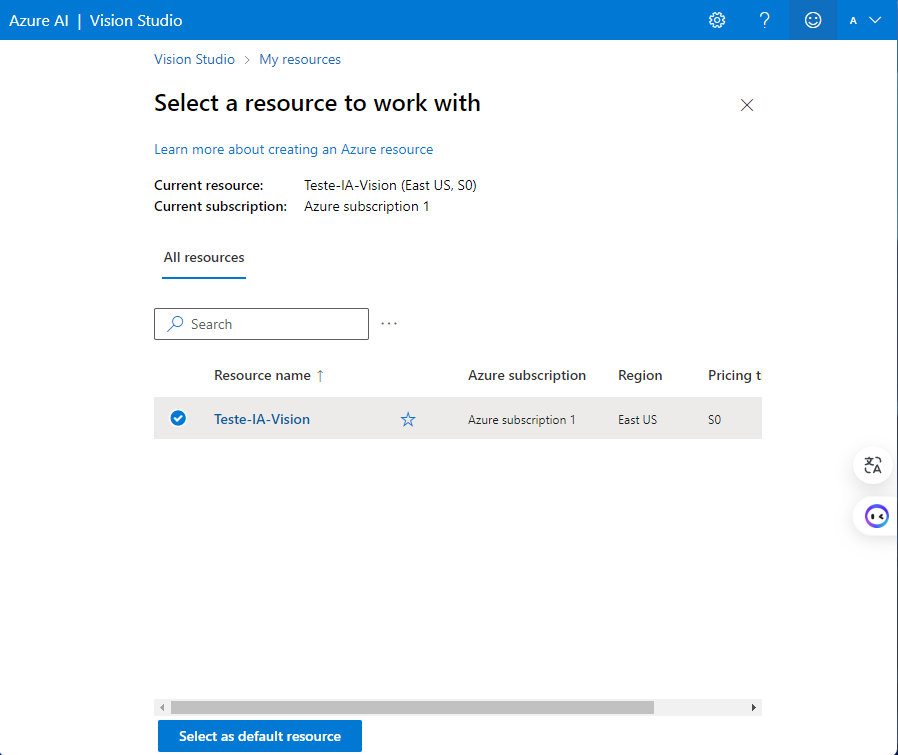 Azure AI | Vision Studio
A
Vision Studio > My resources
Select a resource to work with
Learn more about creating an Azure resource
Current resource: Teste-IA-Vision (East US, S0)
Current subscription: Azure subscription 1
All resources
Search ...
Resource name ↑ Azure subscription Region Pricing t
Teste-IA-Vision Azure subscription 1 East US S0
Select as default resource